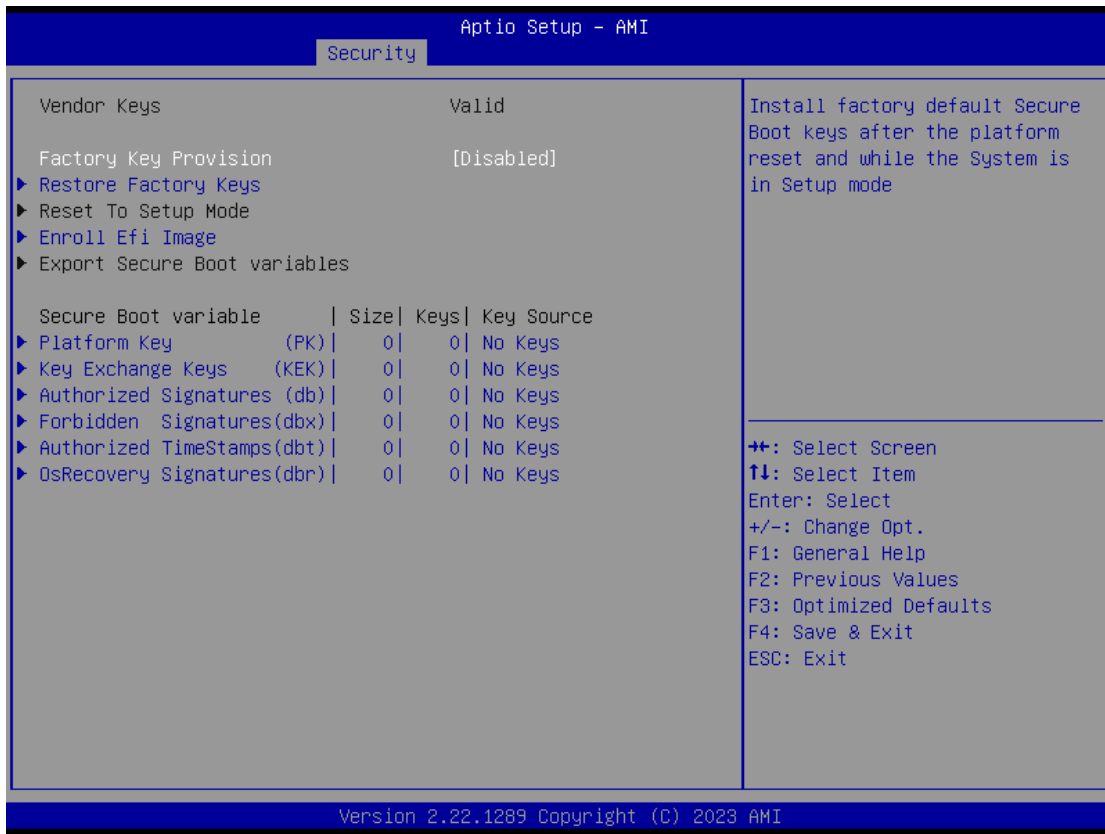 Aptio Setup – AMI
Security
Vendor Keys Valid
Factory Key Provision [Disabled]
▶ Restore Factory Keys
▶ Reset To Setup Mode
▶ Enroll Efi Image
▶ Export Secure Boot variables
Secure Boot variable | Size| Keys| Key Source
▶ Platform Key (PK)| 0| 0| No Keys
▶ Key Exchange Keys (KEK)| 0| 0| No Keys
▶ Authorized Signatures (db)| 0| 0| No Keys
▶ Forbidden Signatures(dbx)| 0| 0| No Keys
▶ Authorized TimeStamps(dbt)| 0| 0| No Keys
▶ OsRecovery Signatures(dbr)| 0| 0| No Keys
Install factory default Secure
Boot keys after the platform
reset and while the System is
in Setup mode
→←: Select Screen
↑↓: Select Item
Enter: Select
+/-: Change Opt.
F1: General Help
F2: Previous Values
F3: Optimized Defaults
F4: Save & Exit
ESC: Exit
Version 2.22.1289 Copyright (C) 2023 AMI